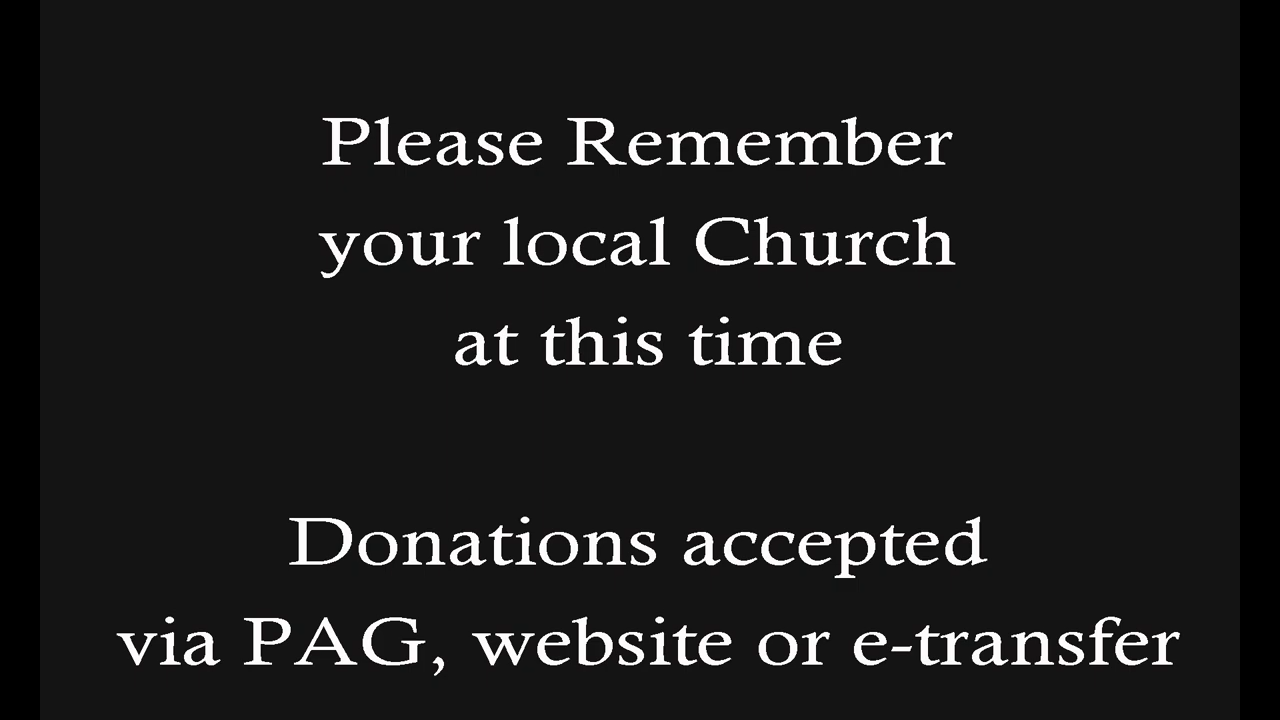 Please Remember
your local Church
at this time
Donations accepted
via PAG, website or e-transfer